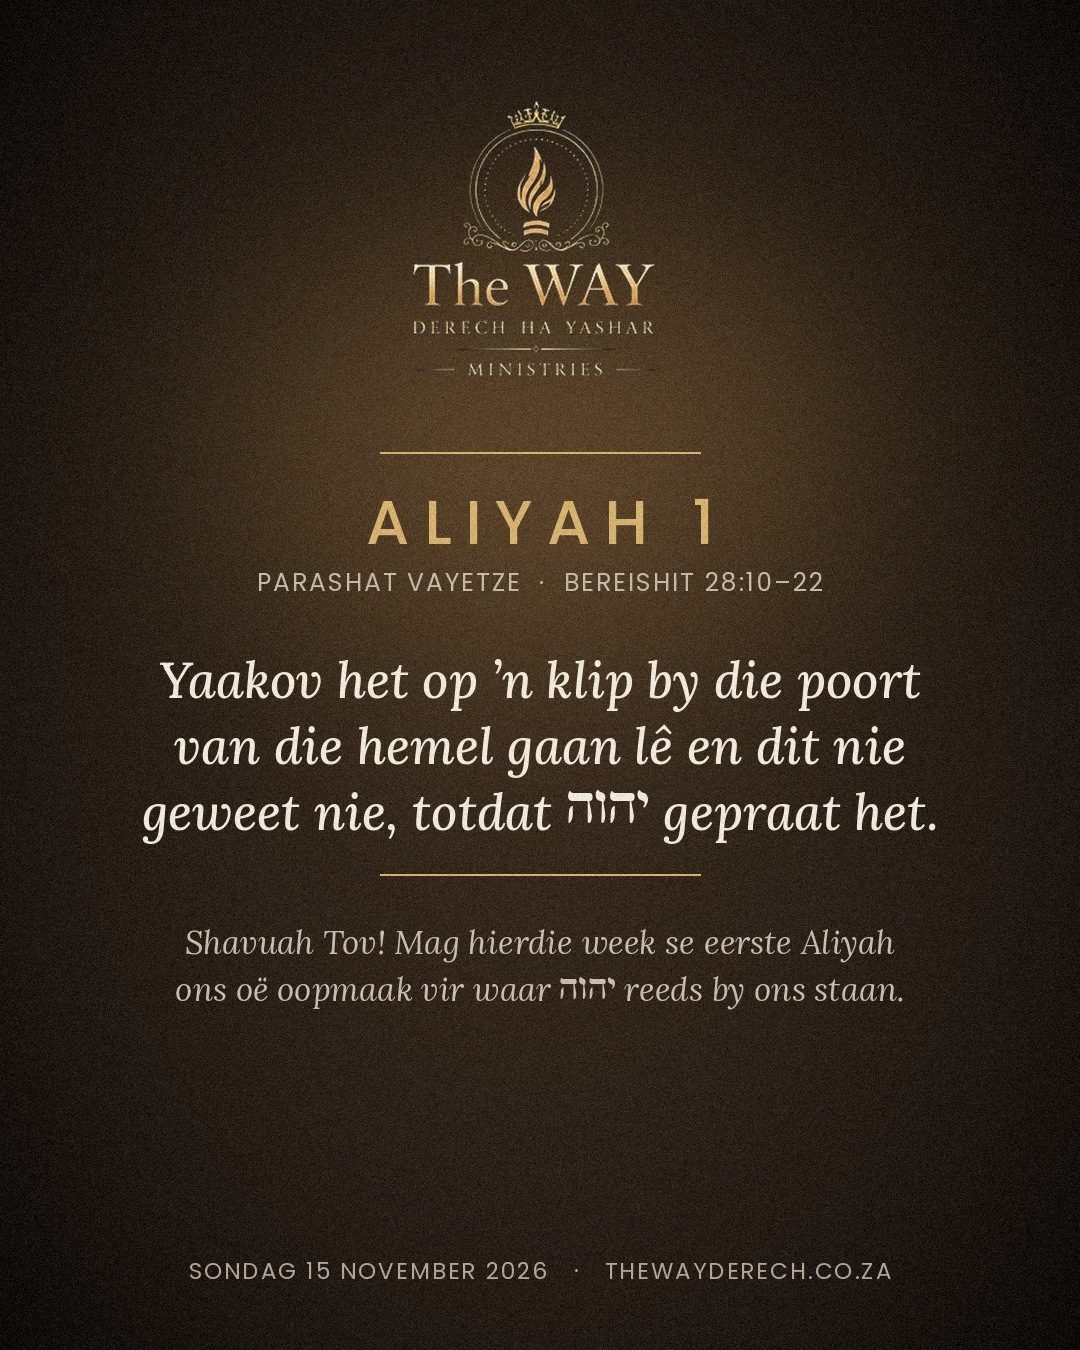 The WAY
DERECH HA YASHAR
MINISTRIES
ALIYAH 1
PARASHAT VAYETZE · BEREISHIT 28:10–22
Yaakov het op ’n klip by die poort
van die hemel gaan lê en dit nie
geweet nie, totdat יהוה gepraat het.
Shavuah Tov! Mag hierdie week se eerste Aliyah
ons oë oopmaak vir waar יהוה reeds by ons staan.
SONDAG 15 NOVEMBER 2026 · THEWAYDERECH.CO.ZA